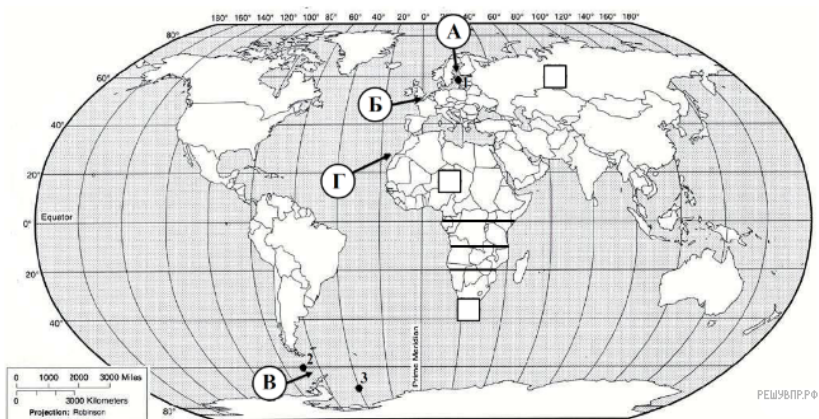 180° 160° 140° 120° 100° 80° 60° 40° 20° 0° 20° 40° 60° 80° 100° 120° 140° 160° 180°
80°
А
60°
Б
40°
Г
20°
Equator
0°
20°
40°
Prime Meridian
2
В
3
0 1000 2000 3000 Miles
0 3000 Kilometers
Projection: Robinson
80°
РЕШУВПР.РФ